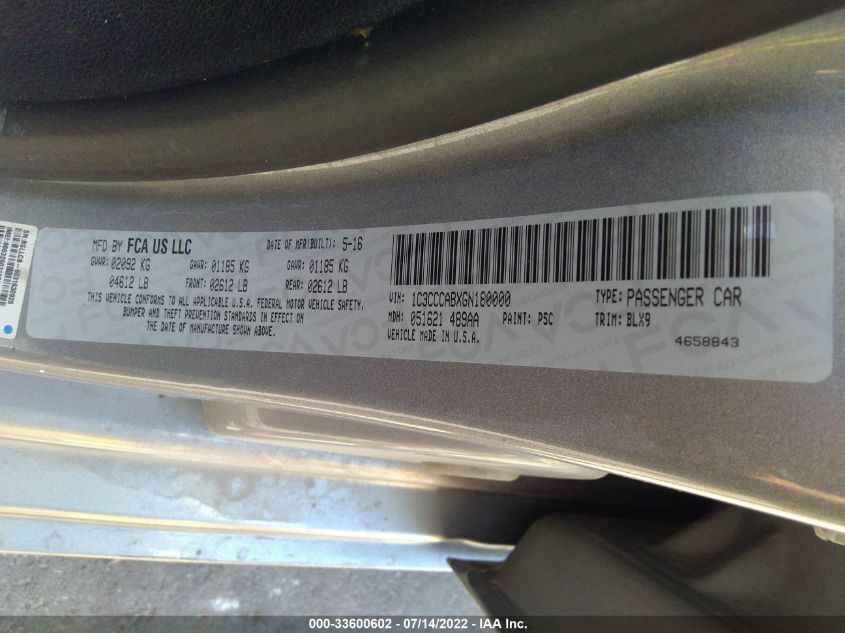 MFD BY FCA US LLC DATE OF MFR(BUILT): 5-16
GVWR: 02092 KG GAWR: 01185 KG GAWR: 01185 KG
04612 LB FRONT: 02612 LB REAR: 02612 LB
THIS VEHICLE CONFORMS TO ALL APPLICABLE U.S.A. FEDERAL MOTOR VEHICLE SAFETY,
BUMPER AND THEFT PREVENTION STANDARDS IN EFFECT ON
THE DATE OF MANUFACTURE SHOWN ABOVE.
VIN: 1C3CCCABXGN180000 TYPE: PASSENGER CAR
MDH: 051621 489AA PAINT: PSC TRIM: BLX9
VEHICLE MADE IN U.S.A. 4658843
000-33600602 / 07/14/2022 - IAA Inc.